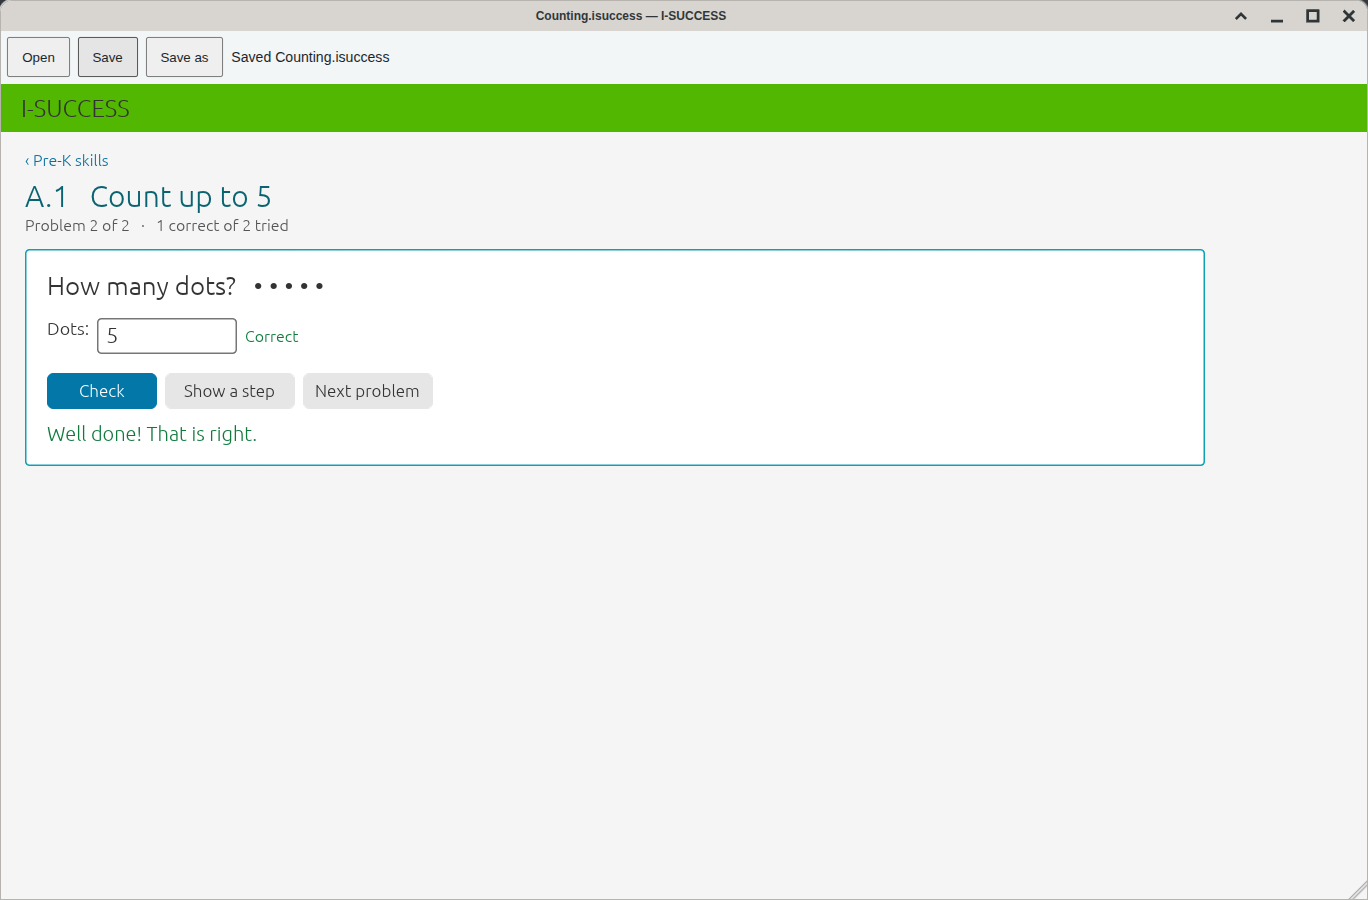 Counting.isuccess — I-SUCCESS
Open Save Save as Saved Counting.isuccess
I-SUCCESS
‹ Pre-K skills
A.1 Count up to 5
Problem 2 of 2 · 1 correct of 2 tried
How many dots? • • • • •
Dots: 5 Correct
Check Show a step Next problem
Well done! That is right.